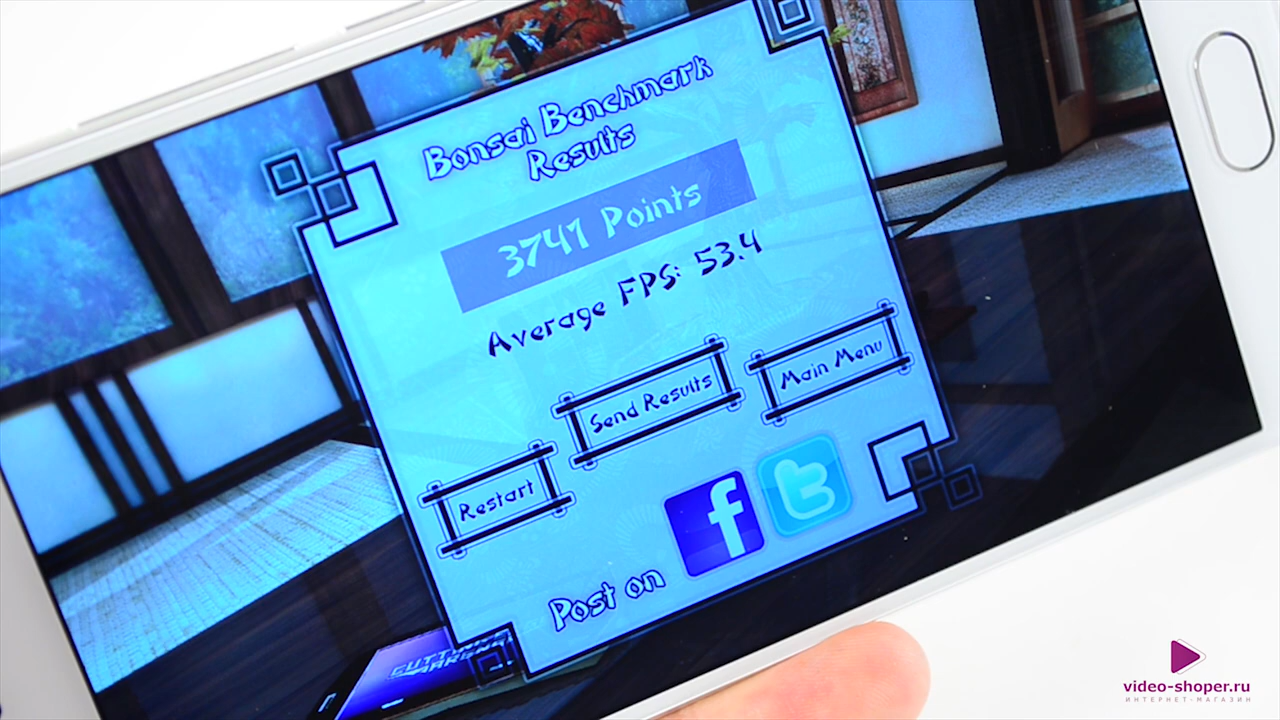 Bonsai Benchmark
Results
3741 Points
Average FPS: 53.4
Restart
Send Results
Main Menu
Post on
f
video-shoper.ru
ИНТЕРНЕТ-МАГАЗИН